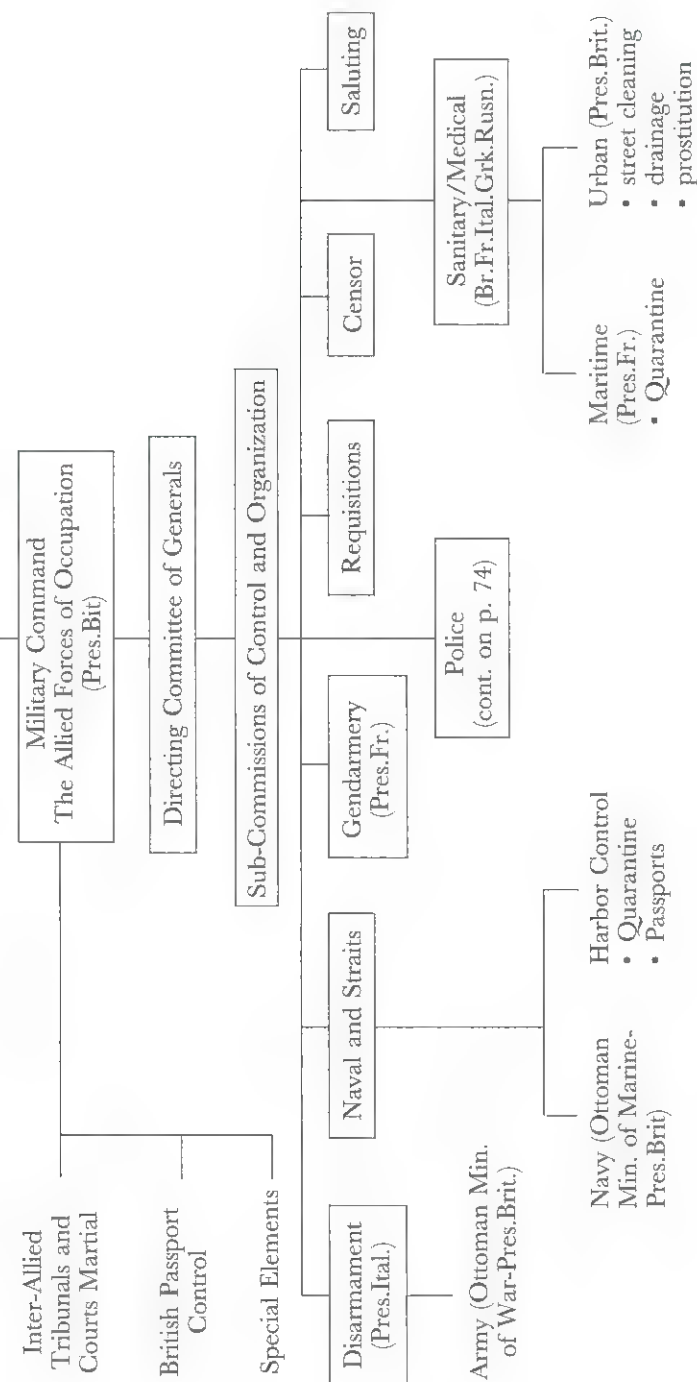 Military Command
The Allied Forces of Occupation
(Pres.Bit)
Inter-Allied
Tribunals and
Courts Martial
British Passport
Control
Special Elements
Directing Committee of Generals
Sub-Commissions of Control and Organization
Disarmament
(Pres.Ital.)
Naval and Straits
Gendarmery
(Pres.Fr.)
Requisitions
Censor
Saluting
Army (Ottoman Min.
of War-Pres.Brit.)
Police
(cont. on p. 74)
Sanitary/Medical
(Br.Fr.Ital.Grk.Rusn.)
Navy (Ottoman
Min. of Marine-
Pres.Brit)
Harbor Control
• Quarantine
• Passports
Maritime
(Pres.Fr.)
• Quarantine
Urban (Pres.Brit.)
• street cleaning
• drainage
• prostitution